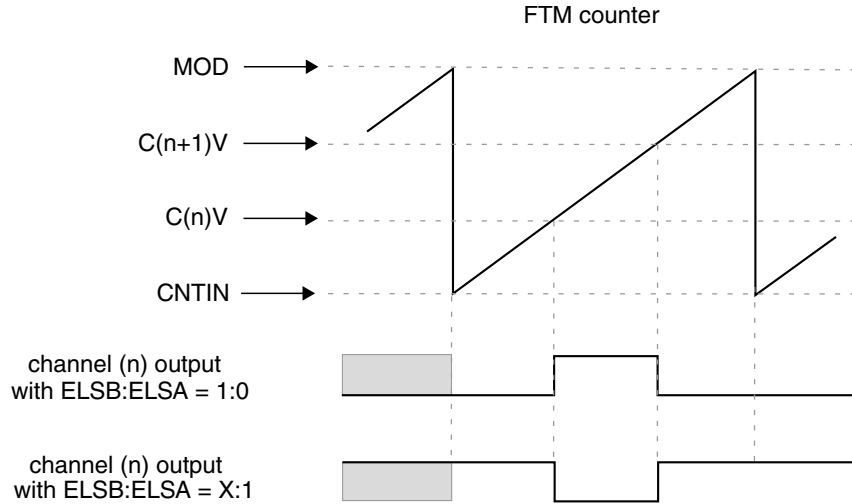 FTM counter
MOD
C(n+1)V
C(n)V
CNTIN
channel (n) output
with ELSB:ELSA = 1:0
channel (n) output
with ELSB:ELSA = X:1